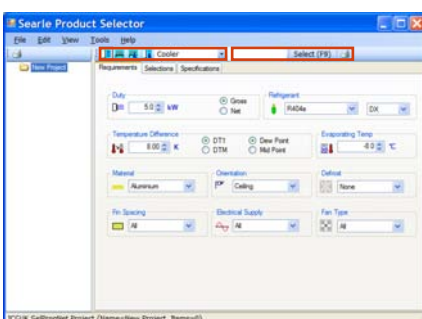 Searle Product Selector
File Edit View Tools Help
Cooler Select (F9)
New Project
Requirements Selections Specifications
Duty Refrigerant
5.0 kW Gross R404a DX
Net
Temperature Difference Evaporating Temp
8.00 K DT1 Dew Point °C
DTM Mid Point
Material Orientation Defrost
Aluminium Ceiling None
Fin Spacing Electrical Supply Fan Type
All All All